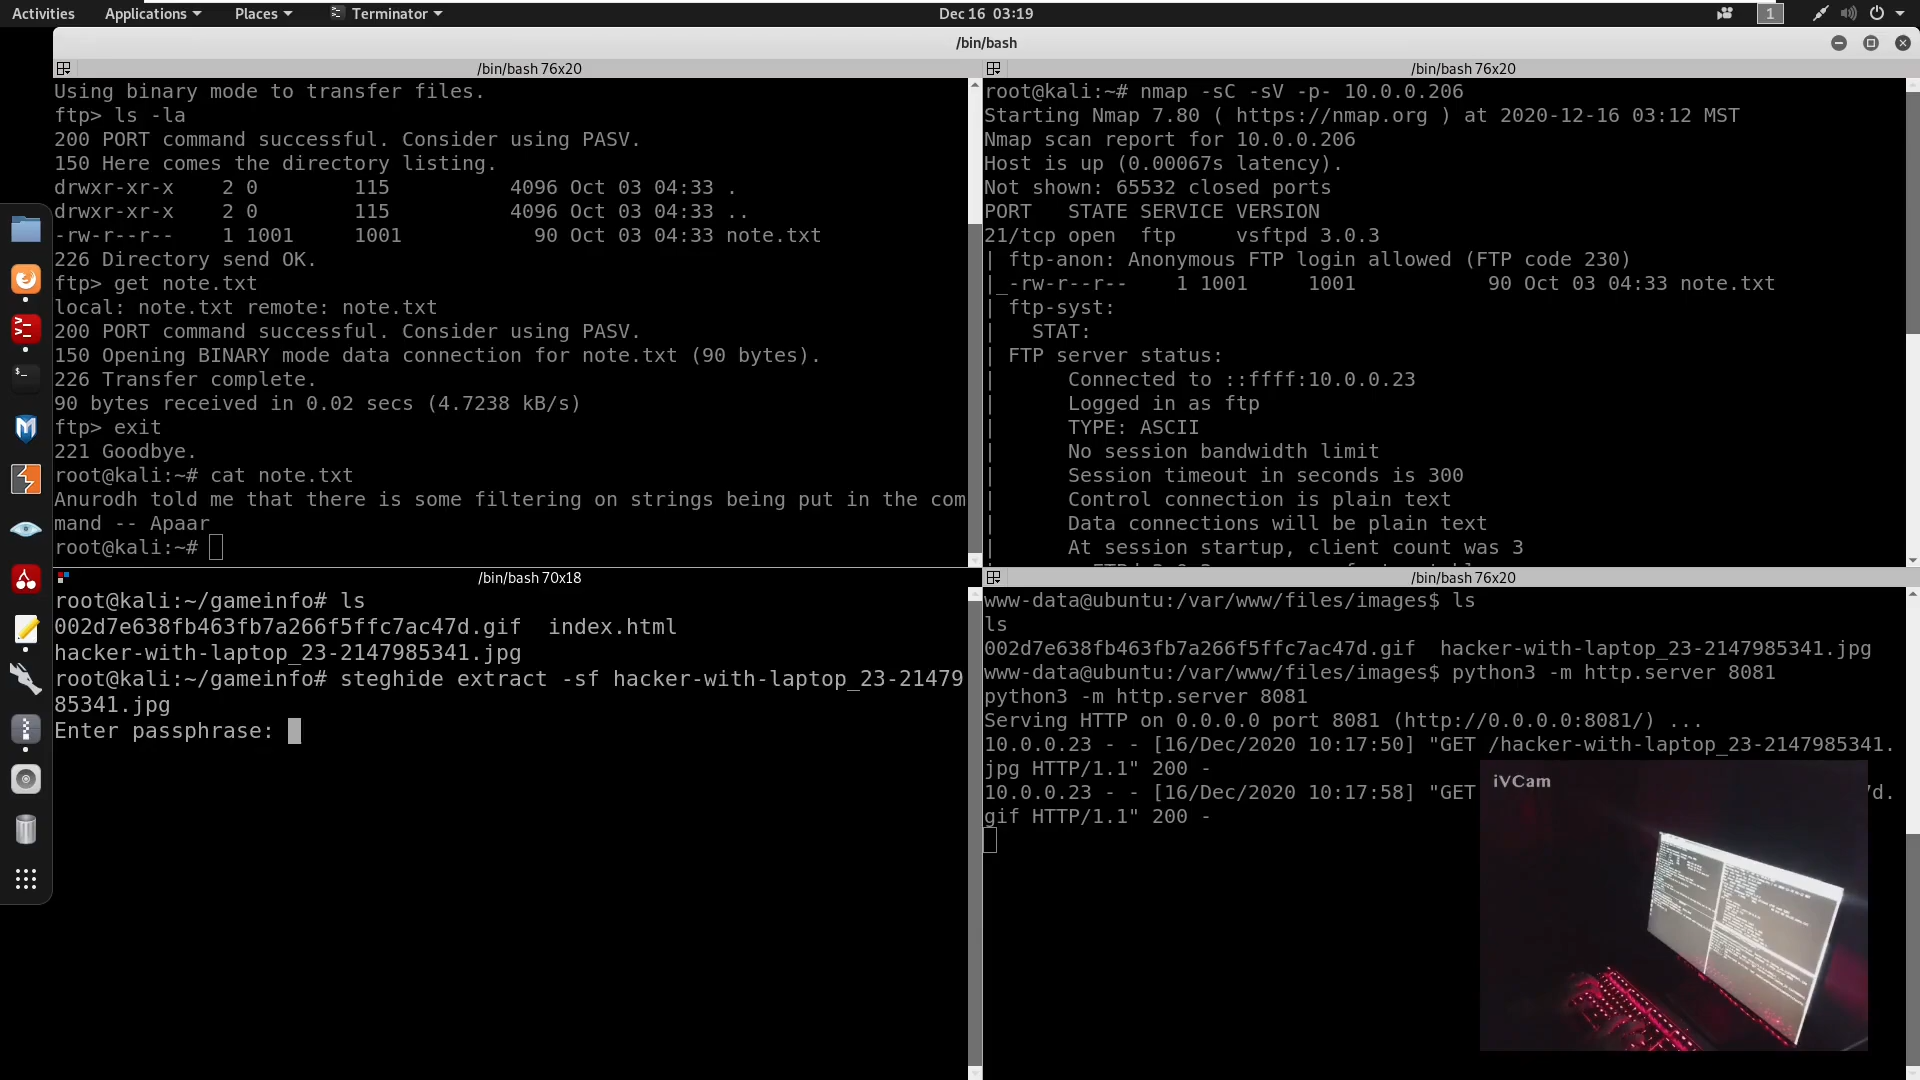 Activities Applications Places Terminator Dec 16 03:19 1
/bin/bash
/bin/bash 76x20
Using binary mode to transfer files.
ftp> ls -la
200 PORT command successful. Consider using PASV.
150 Here comes the directory listing.
drwxr-xr-x 2 0 115 4096 Oct 03 04:33 .
drwxr-xr-x 2 0 115 4096 Oct 03 04:33 ..
-rw-r--r-- 1 1001 1001 90 Oct 03 04:33 note.txt
226 Directory send OK.
ftp> get note.txt
local: note.txt remote: note.txt
200 PORT command successful. Consider using PASV.
150 Opening BINARY mode data connection for note.txt (90 bytes).
226 Transfer complete.
90 bytes received in 0.02 secs (4.7238 kB/s)
ftp> exit
221 Goodbye.
root@kali:~# cat note.txt
Anurodh told me that there is some filtering on strings being put in the com
mand -- Apaar
root@kali:~#
/bin/bash 76x20
root@kali:~# nmap -sC -sV -p- 10.0.0.206
Starting Nmap 7.80 ( https://nmap.org ) at 2020-12-16 03:12 MST
Nmap scan report for 10.0.0.206
Host is up (0.00067s latency).
Not shown: 65532 closed ports
PORT STATE SERVICE VERSION
21/tcp open ftp vsftpd 3.0.3
| ftp-anon: Anonymous FTP login allowed (FTP code 230)
|_-rw-r--r-- 1 1001 1001 90 Oct 03 04:33 note.txt
| ftp-syst:
| STAT:
| FTP server status:
| Connected to ::ffff:10.0.0.23
| Logged in as ftp
| TYPE: ASCII
| No session bandwidth limit
| Session timeout in seconds is 300
| Control connection is plain text
| Data connections will be plain text
| At session startup, client count was 3
/bin/bash 70x18
root@kali:~/gameinfo# ls
002d7e638fb463fb7a266f5ffc7ac47d.gif index.html
hacker-with-laptop_23-2147985341.jpg
root@kali:~/gameinfo# steghide extract -sf hacker-with-laptop_23-21479
85341.jpg
Enter passphrase:
/bin/bash 76x20
www-data@ubuntu:/var/www/files/images$ ls
ls
002d7e638fb463fb7a266f5ffc7ac47d.gif hacker-with-laptop_23-2147985341.jpg
www-data@ubuntu:/var/www/files/images$ python3 -m http.server 8081
python3 -m http.server 8081
Serving HTTP on 0.0.0.0 port 8081 (http://0.0.0.0:8081/) ...
10.0.0.23 - - [16/Dec/2020 10:17:50] "GET /hacker-with-laptop_23-2147985341.
jpg HTTP/1.1" 200 -
10.0.0.23 - - [16/Dec/2020 10:17:58] "GET 7d.
gif HTTP/1.1" 200 -
iVCam